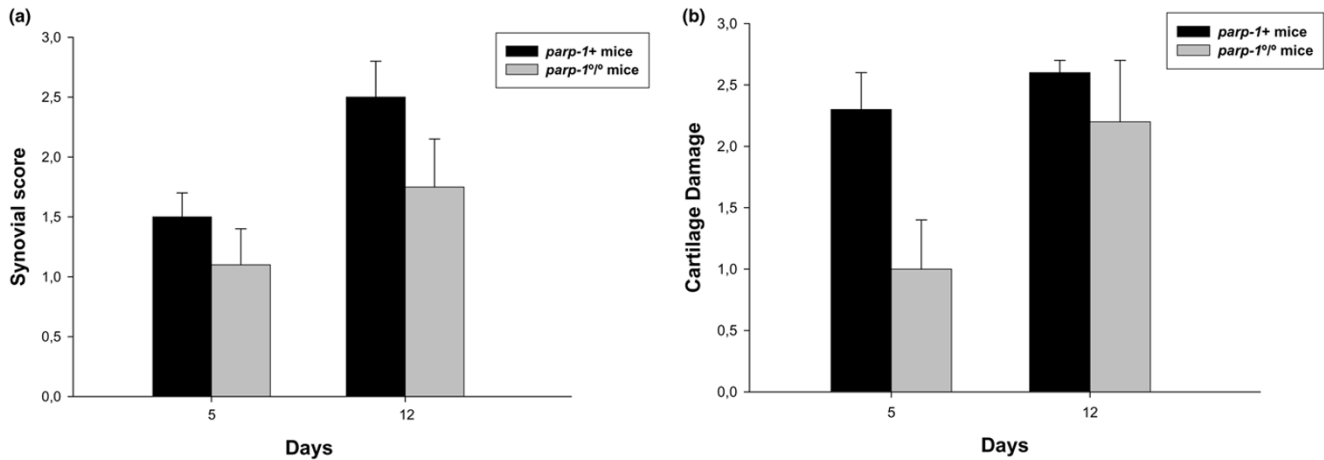 (a)
3,0
2,5
2,0
1,5
1,0
0,5
0,0
Synovial score
5
12
Days
parp-1+ mice
parp-1º/º mice
(b)
3,0
2,5
2,0
1,5
1,0
0,5
0,0
Cartilage Damage
5
12
Days
parp-1+ mice
parp-1º/º mice